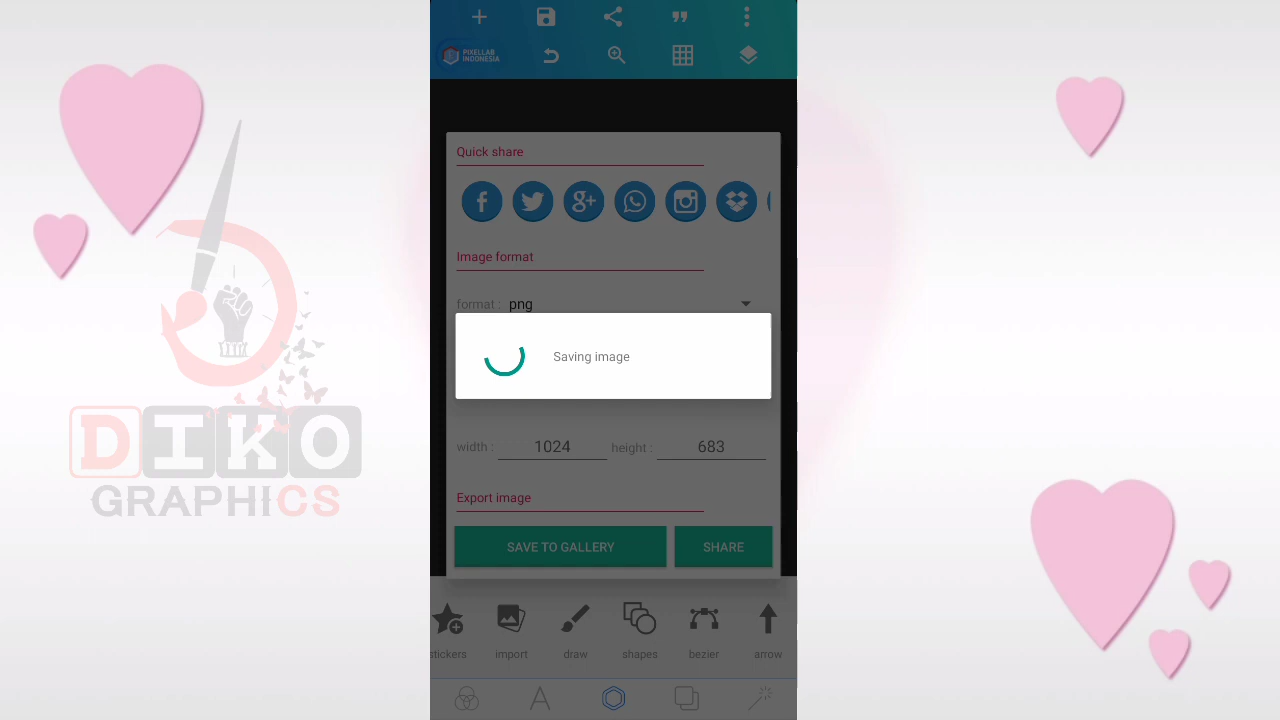 PIXELLAB
INDONESIA
Quick share
Image format
format : png
Saving image
width : 1024 height : 683
Export image
SAVE TO GALLERY SHARE
stickers import draw shapes bezier arrow
DIKO
GRAPHICS